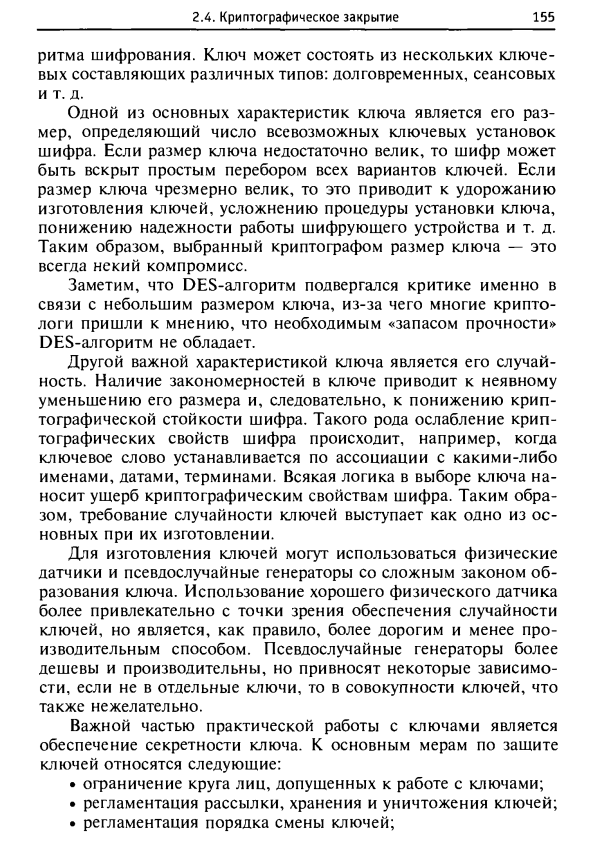 2.4. Криптографическое закрытие 155
ритма шифрования. Ключ может состоять из нескольких ключе-
вых составляющих различных типов: долговременных, сеансовых
и т. д.
Одной из основных характеристик ключа является его раз-
мер, определяющий число всевозможных ключевых установок
шифра. Если размер ключа недостаточно велик, то шифр может
быть вскрыт простым перебором всех вариантов ключей. Если
размер ключа чрезмерно велик, то это приводит к удорожанию
изготовления ключей, усложнению процедуры установки ключа,
понижению надежности работы шифрующего устройства и т. д.
Таким образом, выбранный криптографом размер ключа — это
всегда некий компромисс.
Заметим, что DES-алгоритм подвергался критике именно в
связи с небольшим размером ключа, из-за чего многие крипто-
логи пришли к мнению, что необходимым «запасом прочности»
DES-алгоритм не обладает.
Другой важной характеристикой ключа является его случай-
ность. Наличие закономерностей в ключе приводит к неявному
уменьшению его размера и, следовательно, к понижению крип-
тографической стойкости шифра. Такого рода ослабление крип-
тографических свойств шифра происходит, например, когда
ключевое слово устанавливается по ассоциации с какими-либо
именами, датами, терминами. Всякая логика в выборе ключа на-
носит ущерб криптографическим свойствам шифра. Таким обра-
зом, требование случайности ключей выступает как одно из ос-
новных при их изготовлении.
Для изготовления ключей могут использоваться физические
датчики и псевдослучайные генераторы со сложным законом об-
разования ключа. Использование хорошего физического датчика
более привлекательно с точки зрения обеспечения случайности
ключей, но является, как правило, более дорогим и менее про-
изводительным способом. Псевдослучайные генераторы более
дешевы и производительны, но привносят некоторые зависимо-
сти, если не в отдельные ключи, то в совокупности ключей, что
также нежелательно.
Важной частью практической работы с ключами является
обеспечение секретности ключа. К основным мерам по защите
ключей относятся следующие:
• ограничение круга лиц, допущенных к работе с ключами;
• регламентация рассылки, хранения и уничтожения ключей;
• регламентация порядка смены ключей;